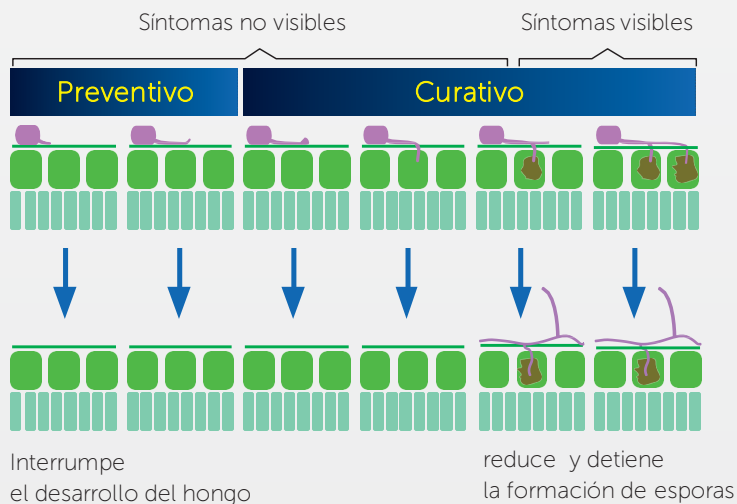 Síntomas no visibles
Síntomas visibles
Preventivo
Curativo
Interrumpe
el desarrollo del hongo
reduce y detiene
la formación de esporas